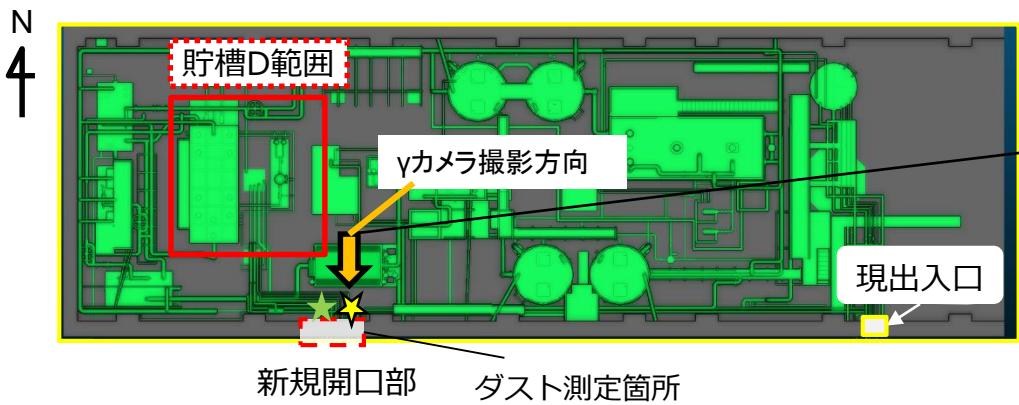 N
貯槽D範囲
γカメラ撮影方向
現出入口
新規開口部
ダスト測定箇所